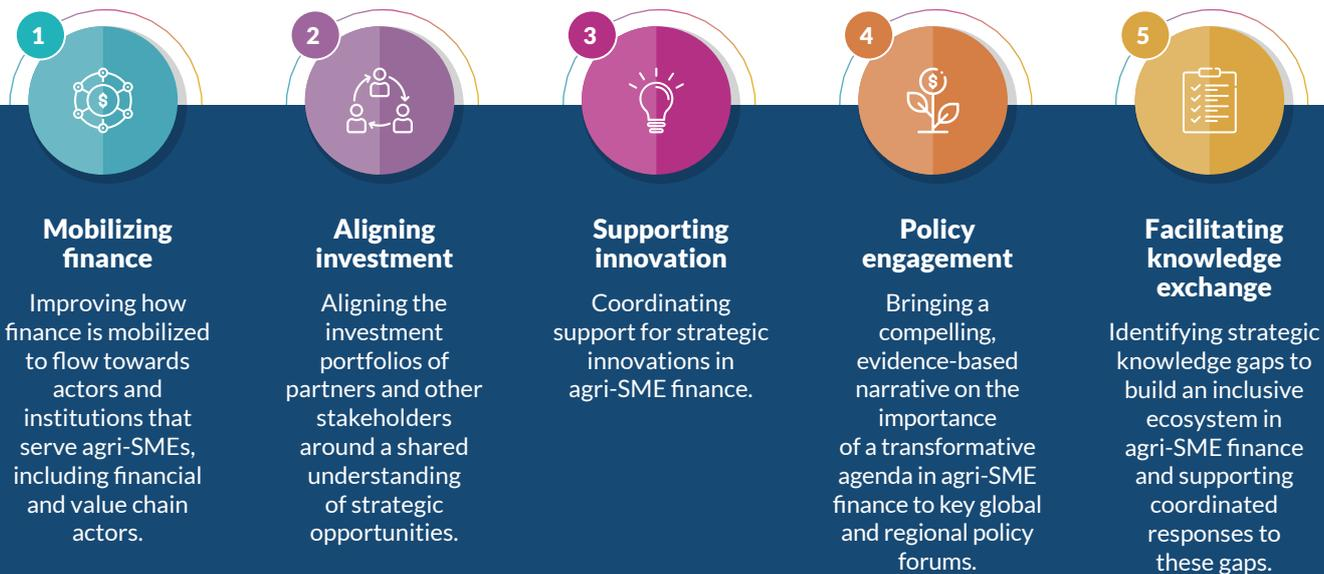 1
Mobilizing
finance
Improving how
finance is mobilized
to flow towards
actors and
institutions that
serve agri-SMEs,
including financial
and value chain
actors.
2
Aligning
investment
Aligning the
investment
portfolios of
partners and other
stakeholders
around a shared
understanding
of strategic
opportunities.
3
Supporting
innovation
Coordinating
support for strategic
innovations in
agri-SME finance.
4
$
Policy
engagement
Bringing a
compelling,
evidence-based
narrative on the
importance
of a transformative
agenda in agri-SME
finance to key global
and regional policy
forums.
5
Facilitating
knowledge
exchange
Identifying strategic
knowledge gaps to
build an inclusive
ecosystem in
agri-SME finance
and supporting
coordinated
responses to
these gaps.